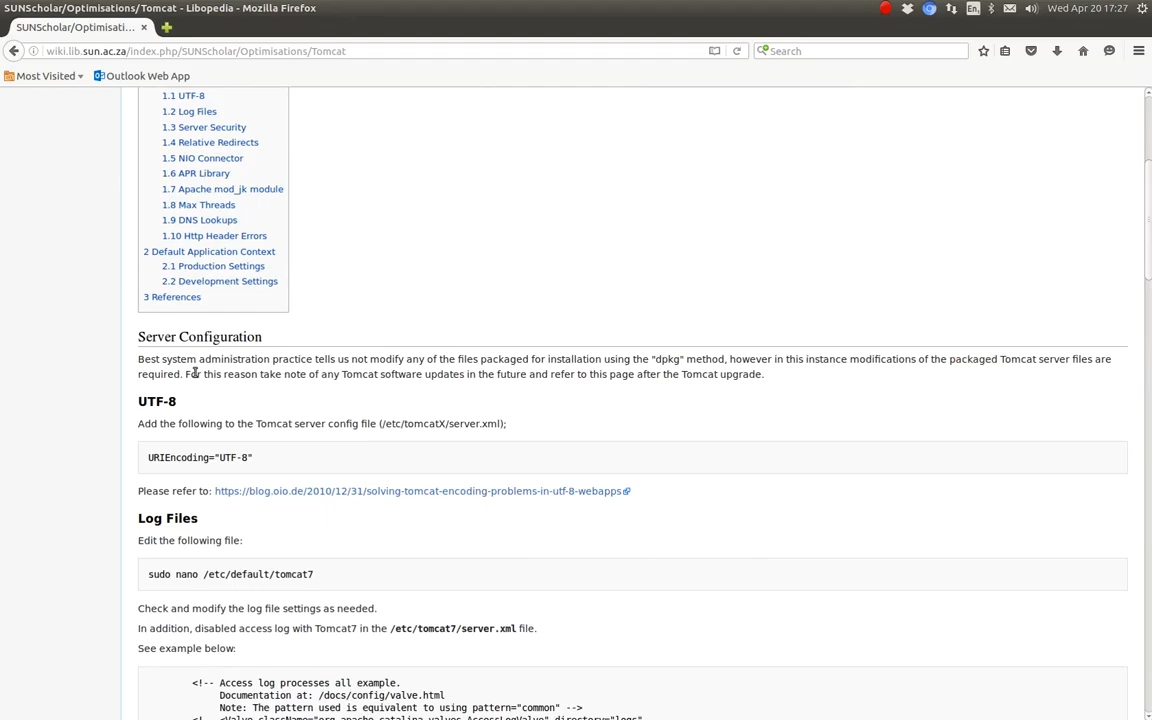 SUNScholar/Optimisations/Tomcat - Libopedia - Mozilla Firefox
En
Wed Apr 20 17:27
SUNScholar/Optimisati...
wiki.lib.sun.ac.za/index.php/SUNScholar/Optimisations/Tomcat
Search
Most Visited
Outlook Web App
1.1 UTF-8
1.2 Log Files
1.3 Server Security
1.4 Relative Redirects
1.5 NIO Connector
1.6 APR Library
1.7 Apache mod_jk module
1.8 Max Threads
1.9 DNS Lookups
1.10 Http Header Errors
2 Default Application Context
2.1 Production Settings
2.2 Development Settings
3 References
Server Configuration
Best system administration practice tells us not modify any of the files packaged for installation using the "dpkg" method, however in this instance modifications of the packaged Tomcat server files are
required. For this reason take note of any Tomcat software updates in the future and refer to this page after the Tomcat upgrade.
UTF-8
Add the following to the Tomcat server config file (/etc/tomcatX/server.xml);
URIEncoding="UTF-8"
Please refer to: https://blog.oio.de/2010/12/31/solving-tomcat-encoding-problems-in-utf-8-webapps
Log Files
Edit the following file:
sudo nano /etc/default/tomcat7
Check and modify the log file settings as needed.
In addition, disabled access log with Tomcat7 in the /etc/tomcat7/server.xml file.
See example below:
<!-- Access log processes all example.
Documentation at: /docs/config/valve.html
Note: The pattern used is equivalent to using pattern="common" -->
<!-- <Valve className="org.apache.catalina.valves.AccessLogValve" directory="logs"